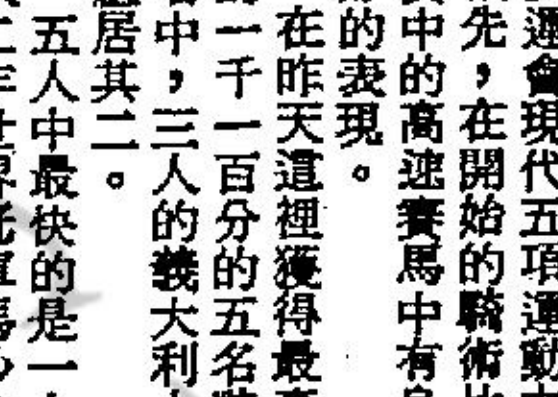 運會現代五項運動
先，在開始的騎術比
中的高速賽馬中有
的表現。
在昨天這裡獲得最高
一千一百分的五名騎
中，三人的義大利
居其二。
五人中最快的是一